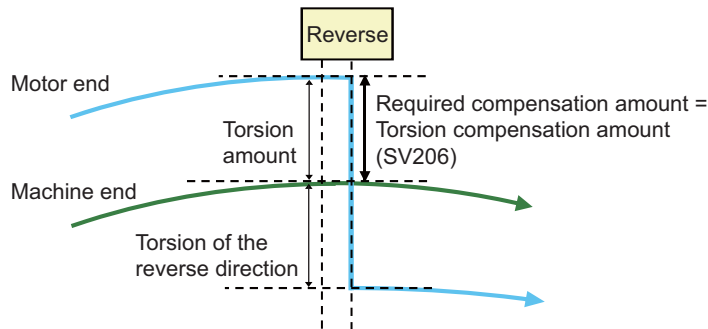 Reverse
Motor end
Required compensation amount =
Torsion compensation amount
(SV206)
Torsion
amount
Machine end
Torsion of the
reverse direction